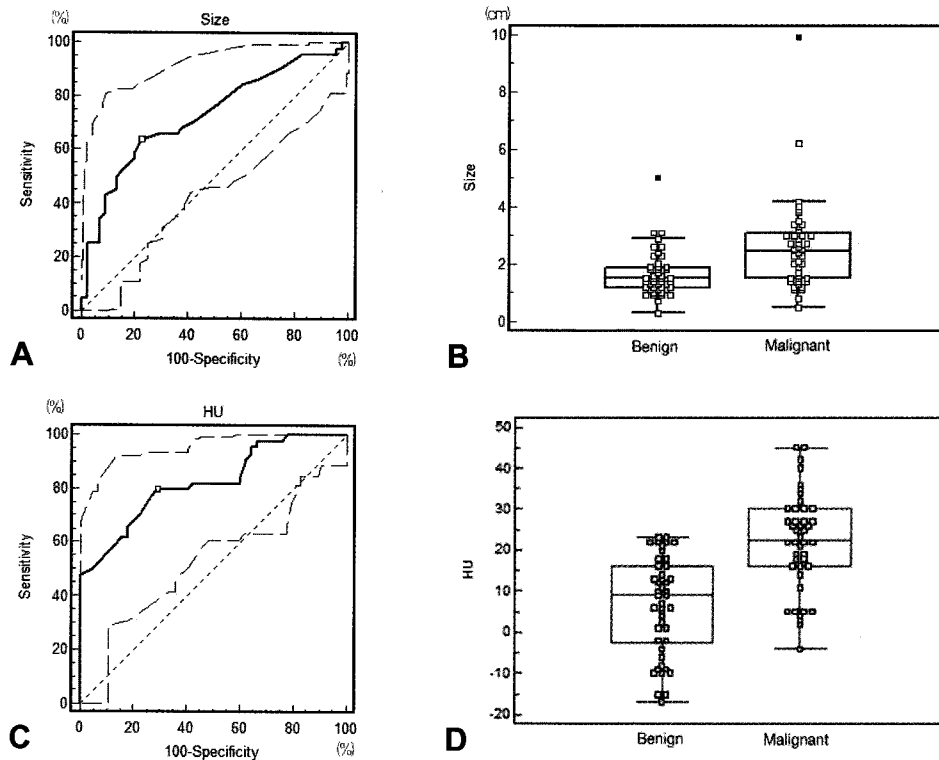 (%)
Size
100
80
60
40
20
0
Sensitivity
0 20 40 60 80 100
100-Specificity
(%)
A
(cm)
10
8
6
4
2
0
Size
Benign Malignant
B
(%)
HU
100
80
60
40
20
0
Sensitivity
0 20 40 60 80 100
100-Specificity
(%)
C
50
40
30
20
10
0
-10
-20
HU
Benign Malignant
D